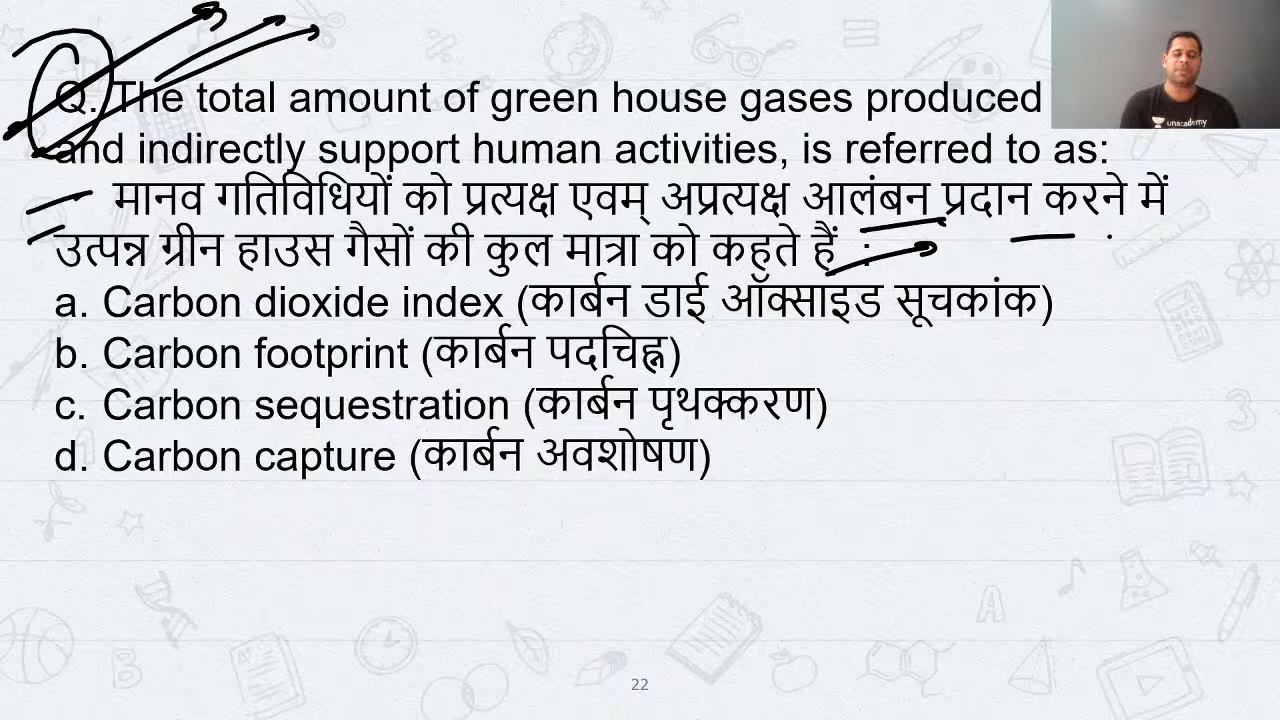 Q. The total amount of green house gases produced
and indirectly support human activities, is referred to as:
मानव गतिविधियों को प्रत्यक्ष एवम् अप्रत्यक्ष आलंबन प्रदान करने में
उत्पन्न ग्रीन हाउस गैसों की कुल मात्रा को कहते हैं :
a. Carbon dioxide index (कार्बन डाई ऑक्साइड सूचकांक)
b. Carbon footprint (कार्बन पदचिह्न)
c. Carbon sequestration (कार्बन पृथक्करण)
d. Carbon capture (कार्बन अवशोषण)
unacademy
22